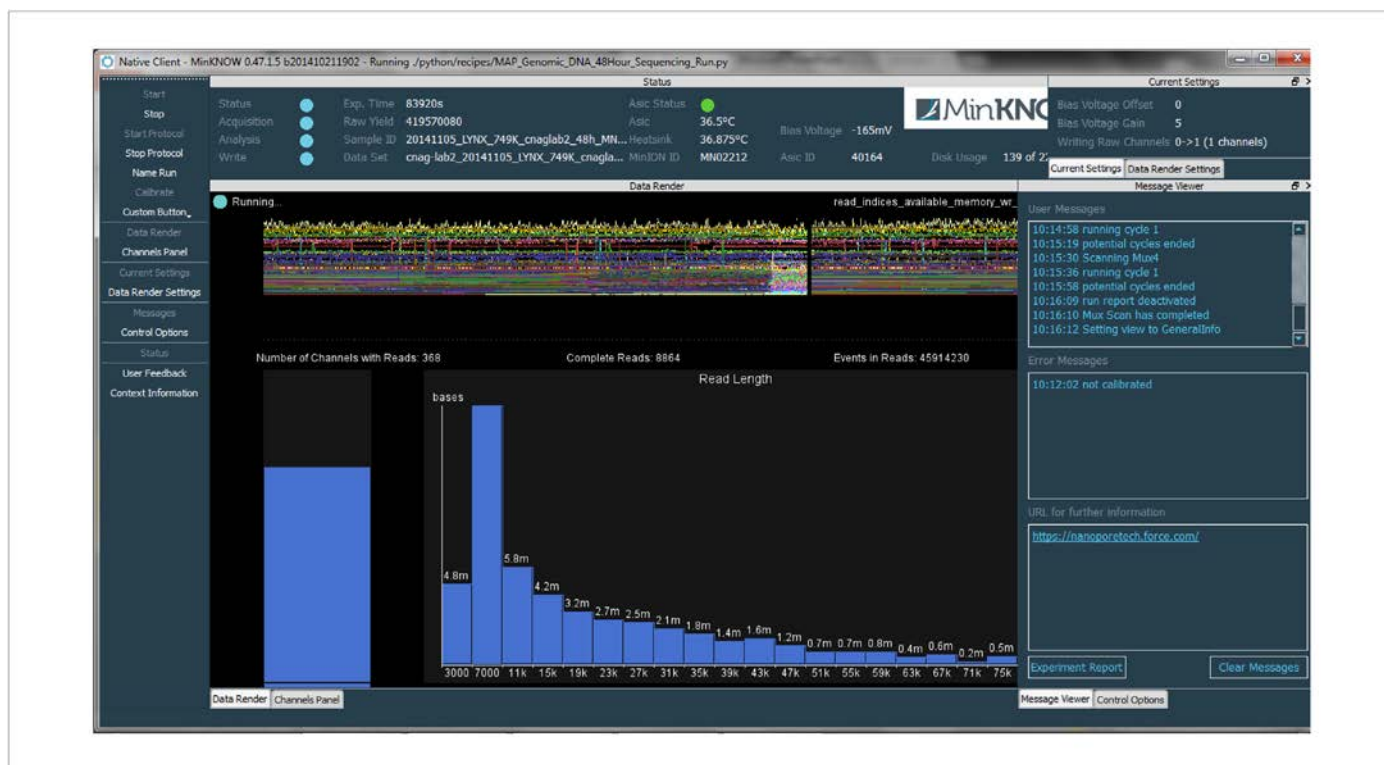 Native Client - MinKNOW 0.47.1.5 b201410211902 - Running ./python/recipes/MAP_Genomic_DNA_48Hour_Sequencing_Run.py
Start
Stop
Start Protocol
Stop Protocol
Name Run
Calibrate
Custom Button
Data Render
Channels Panel
Current Settings
Data Render Settings
Messages
Control Options
Status
User Feedback
Context Information
Status
Status
Acquisition
Analysis
Write
Exp. Time 83920s
Raw Yield 419570080
Sample ID 20141105_LYNX_749K_cnaglab2_48h_MN...
Data Set cnag-lab2_20141105_LYNX_749K_cnagla...
Asic Status
Asic 36.5ºC
Heatsink 36.875ºC
MinION ID MN02212
Bias Voltage -165mV
Asic ID 40164
MinKNO
Disk Usage 139 of 2
Current Settings
Bias Voltage Offset 0
Bias Voltage Gain 5
Writing Raw Channels 0->1 (1 channels)
Current Settings Data Render Settings
Data Render
Running...
read_indices_available_memory_wr_
Number of Channels with Reads: 368
Complete Reads: 8864
Events in Reads: 45914230
Read Length
bases
4.8m 5.8m 4.2m 3.2m 2.7m 2.5m 2.1m 1.8m 1.4m 1.6m 1.2m 0.7m 0.7m 0.8m 0.4m 0.6m 0.2m 0.5m
3000 7000 11k 15k 19k 23k 27k 31k 35k 39k 43k 47k 51k 55k 59k 63k 67k 71k 75k
Data Render Channels Panel
Message Viewer
User Messages
10:14:58 running cycle 1
10:15:19 potential cycles ended
10:15:30 Scanning Mux4
10:15:36 running cycle 1
10:15:58 potential cycles ended
10:16:09 run report deactivated
10:16:10 Mux Scan has completed
10:16:12 Setting view to GeneralInfo
Error Messages
10:12:02 not calibrated
URL for further information
https://nanoporetech.force.com/
Experiment Report
Clear Messages
Message Viewer Control Options